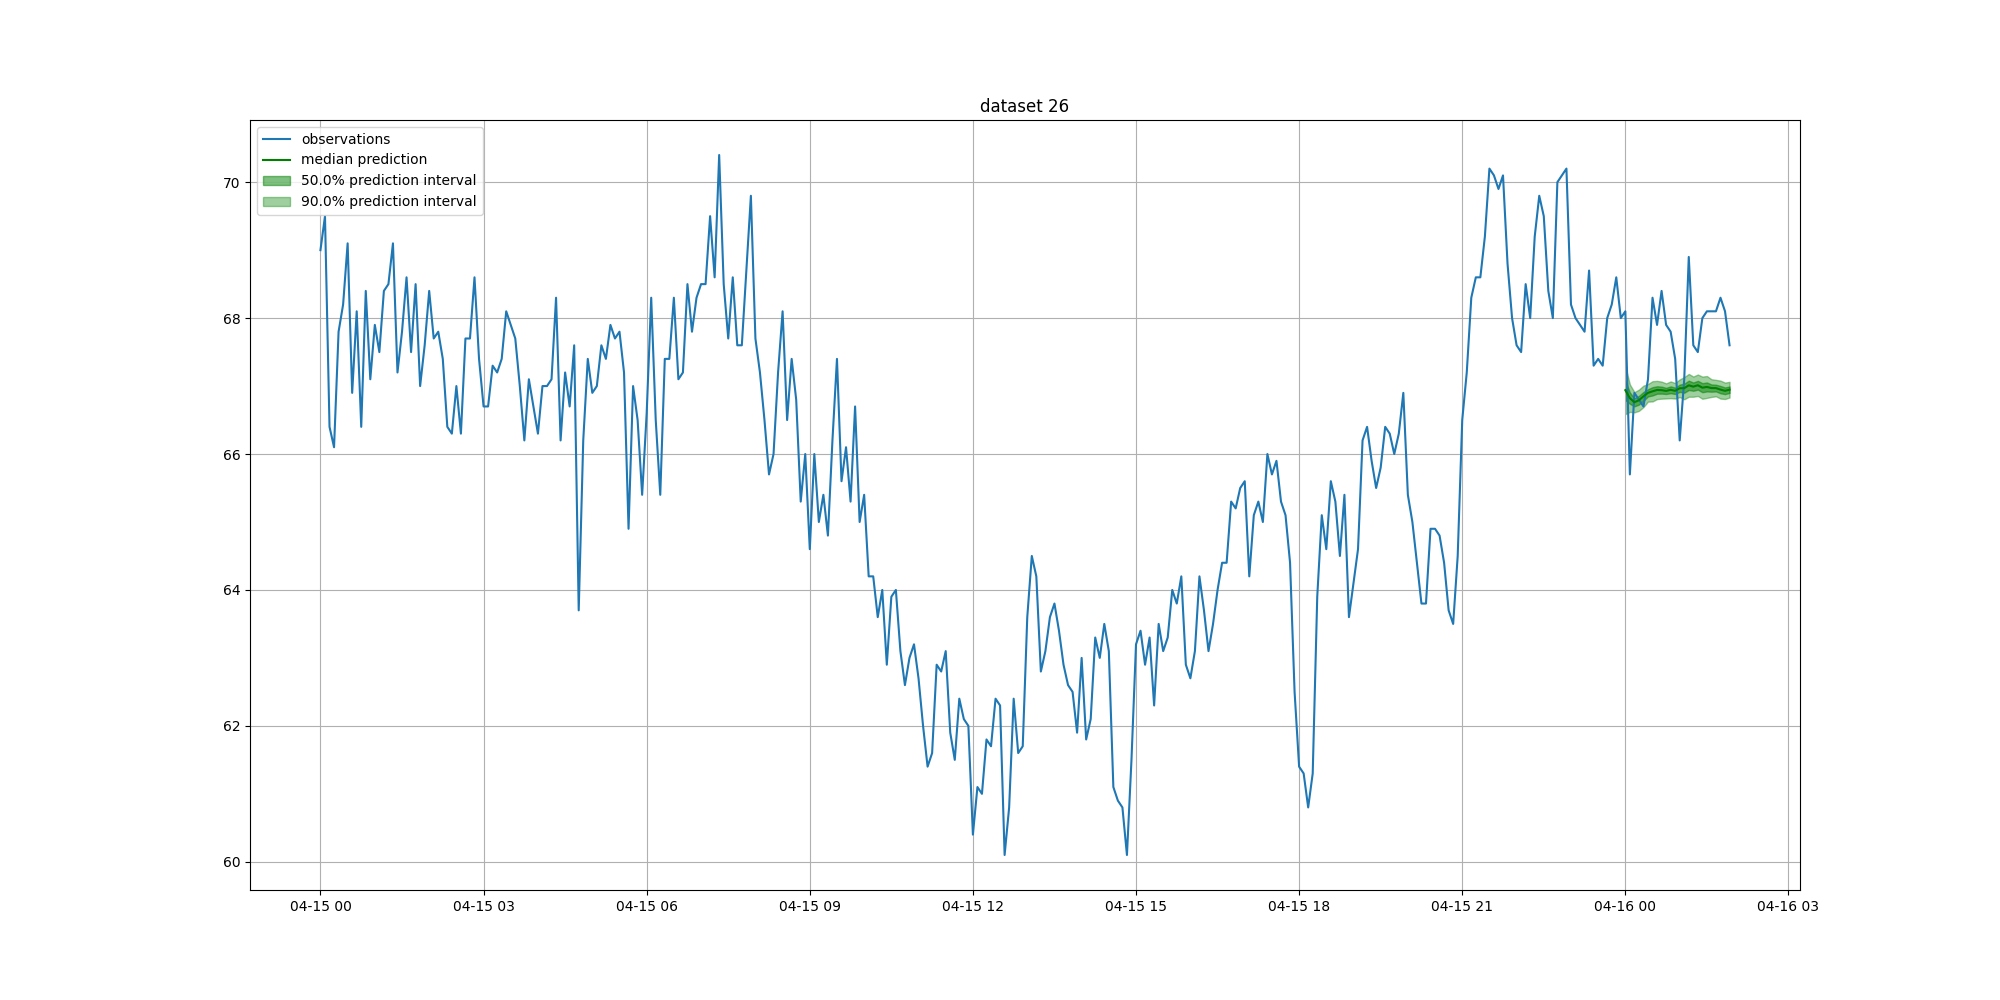 dataset 26
observations
median prediction
50.0% prediction interval
90.0% prediction interval
70
68
66
64
62
60
04-15 00 04-15 03 04-15 06 04-15 09 04-15 12 04-15 15 04-15 18 04-15 21 04-16 00 04-16 03